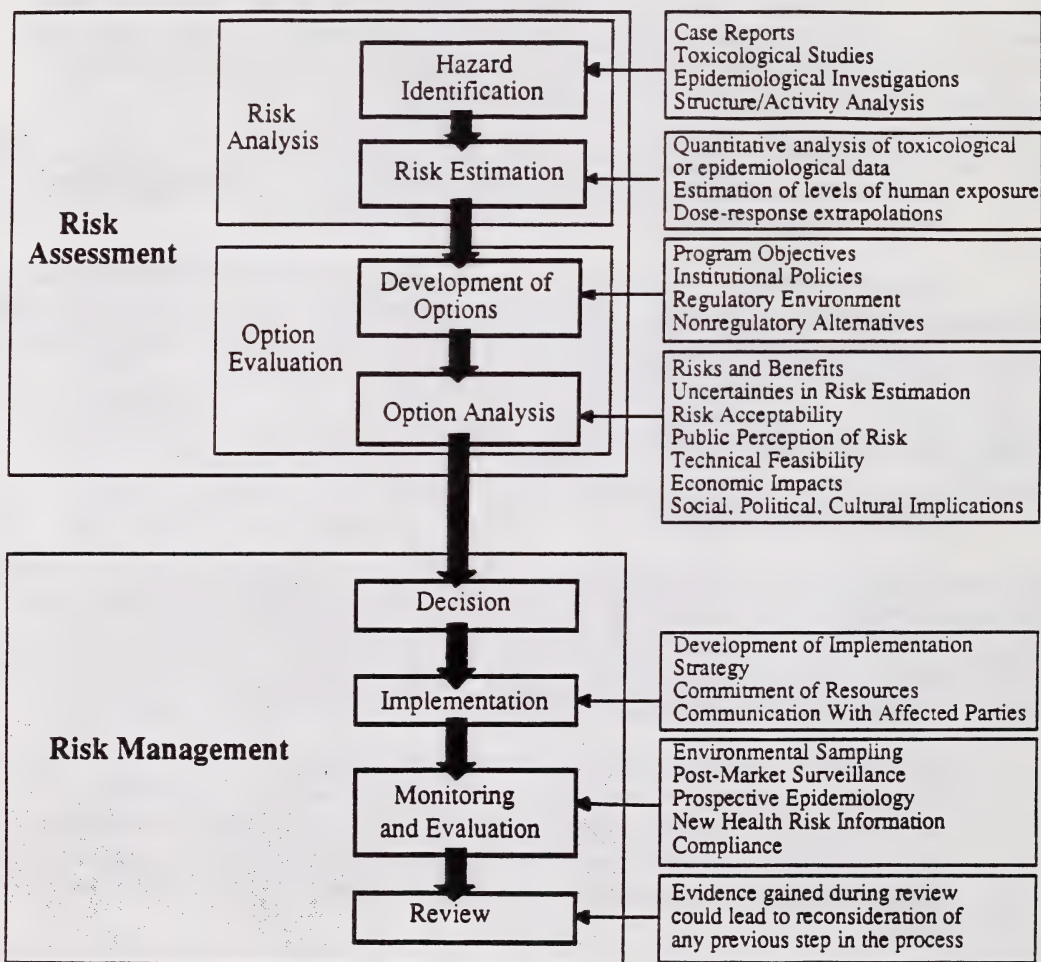 Risk
Assessment
Risk
Analysis
Hazard
Identification
Case Reports
Toxicological Studies
Epidemiological Investigations
Structure/Activity Analysis
Risk Estimation
Quantitative analysis of toxicological
or epidemiological data
Estimation of levels of human exposure
Dose-response extrapolations
Option
Evaluation
Development of
Options
Program Objectives
Institutional Policies
Regulatory Environment
Nonregulatory Alternatives
Option Analysis
Risks and Benefits
Uncertainties in Risk Estimation
Risk Acceptability
Public Perception of Risk
Technical Feasibility
Economic Impacts
Social, Political, Cultural Implications
Risk Management
Decision
Implementation
Development of Implementation
Strategy
Commitment of Resources
Communication With Affected Parties
Monitoring
and Evaluation
Environmental Sampling
Post-Market Surveillance
Prospective Epidemiology
New Health Risk Information
Compliance
Review
Evidence gained during review
could lead to reconsideration of
any previous step in the process